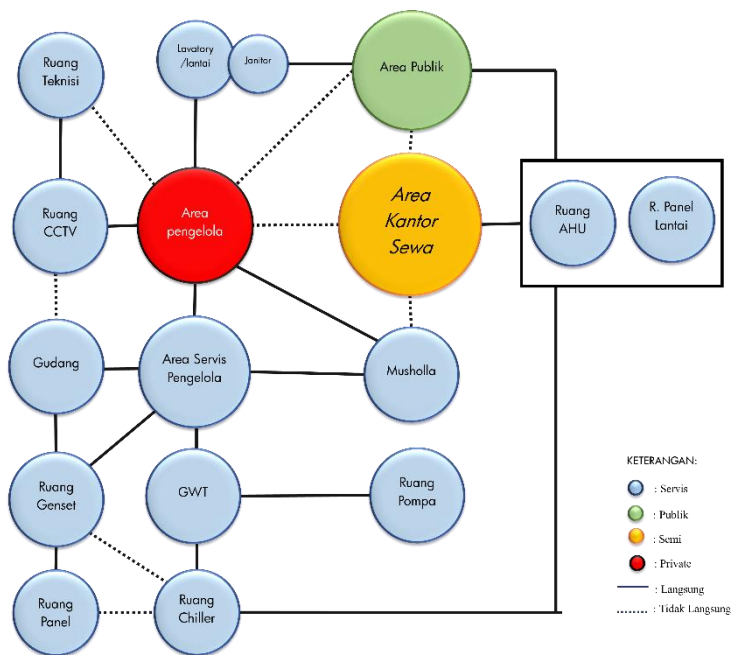 Ruang
Teknisi
Lavatory
/lantai
Janitor
Area Publik
Ruang
CCTV
Area
pengelola
Area
Kantor
Sewa
Ruang
AHU
R. Panel
Lantai
Gudang
Area Servis
Pengelola
Musholla
Ruang
Genset
GWT
Ruang
Pompa
Ruang
Panel
Ruang
Chiller
KETERANGAN:
: Servis
: Publik
: Semi
: Private
: Langsung
: Tidak Langsung